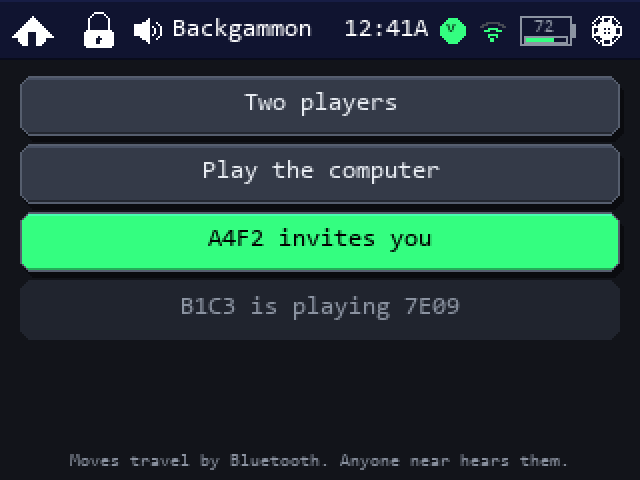 Backgammon 12:41A V 72
Two players
Play the computer
A4F2 invites you
B1C3 is playing 7E09
Moves travel by Bluetooth. Anyone near hears them.